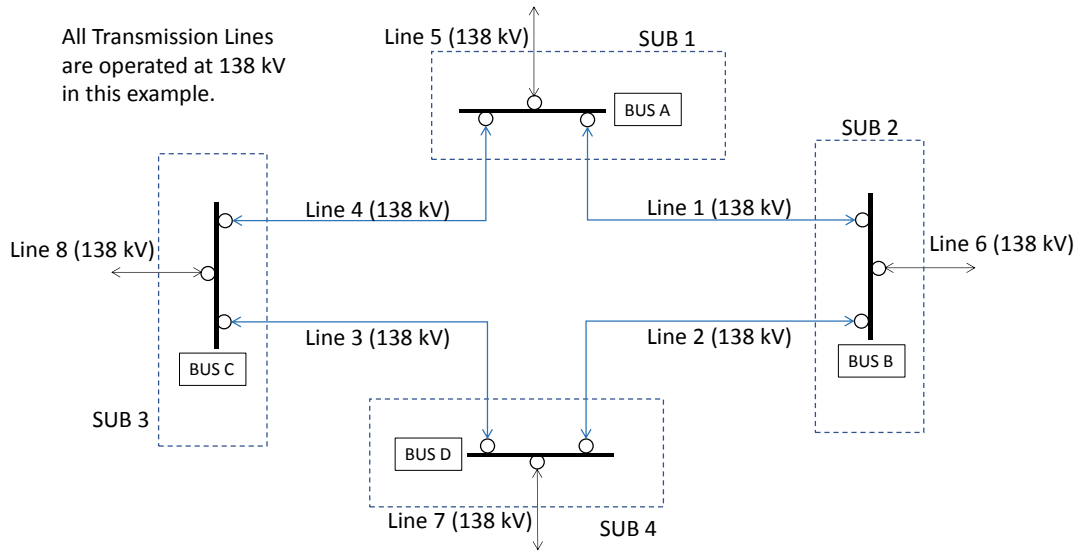 All Transmission Lines
are operated at 138 kV
in this example.
Line 5 (138 kV)
SUB 1
BUS A
SUB 2
Line 4 (138 kV)
Line 1 (138 kV)
Line 8 (138 kV)
Line 6 (138 kV)
Line 3 (138 kV)
Line 2 (138 kV)
BUS C
BUS B
SUB 3
BUS D
Line 7 (138 kV)
SUB 4